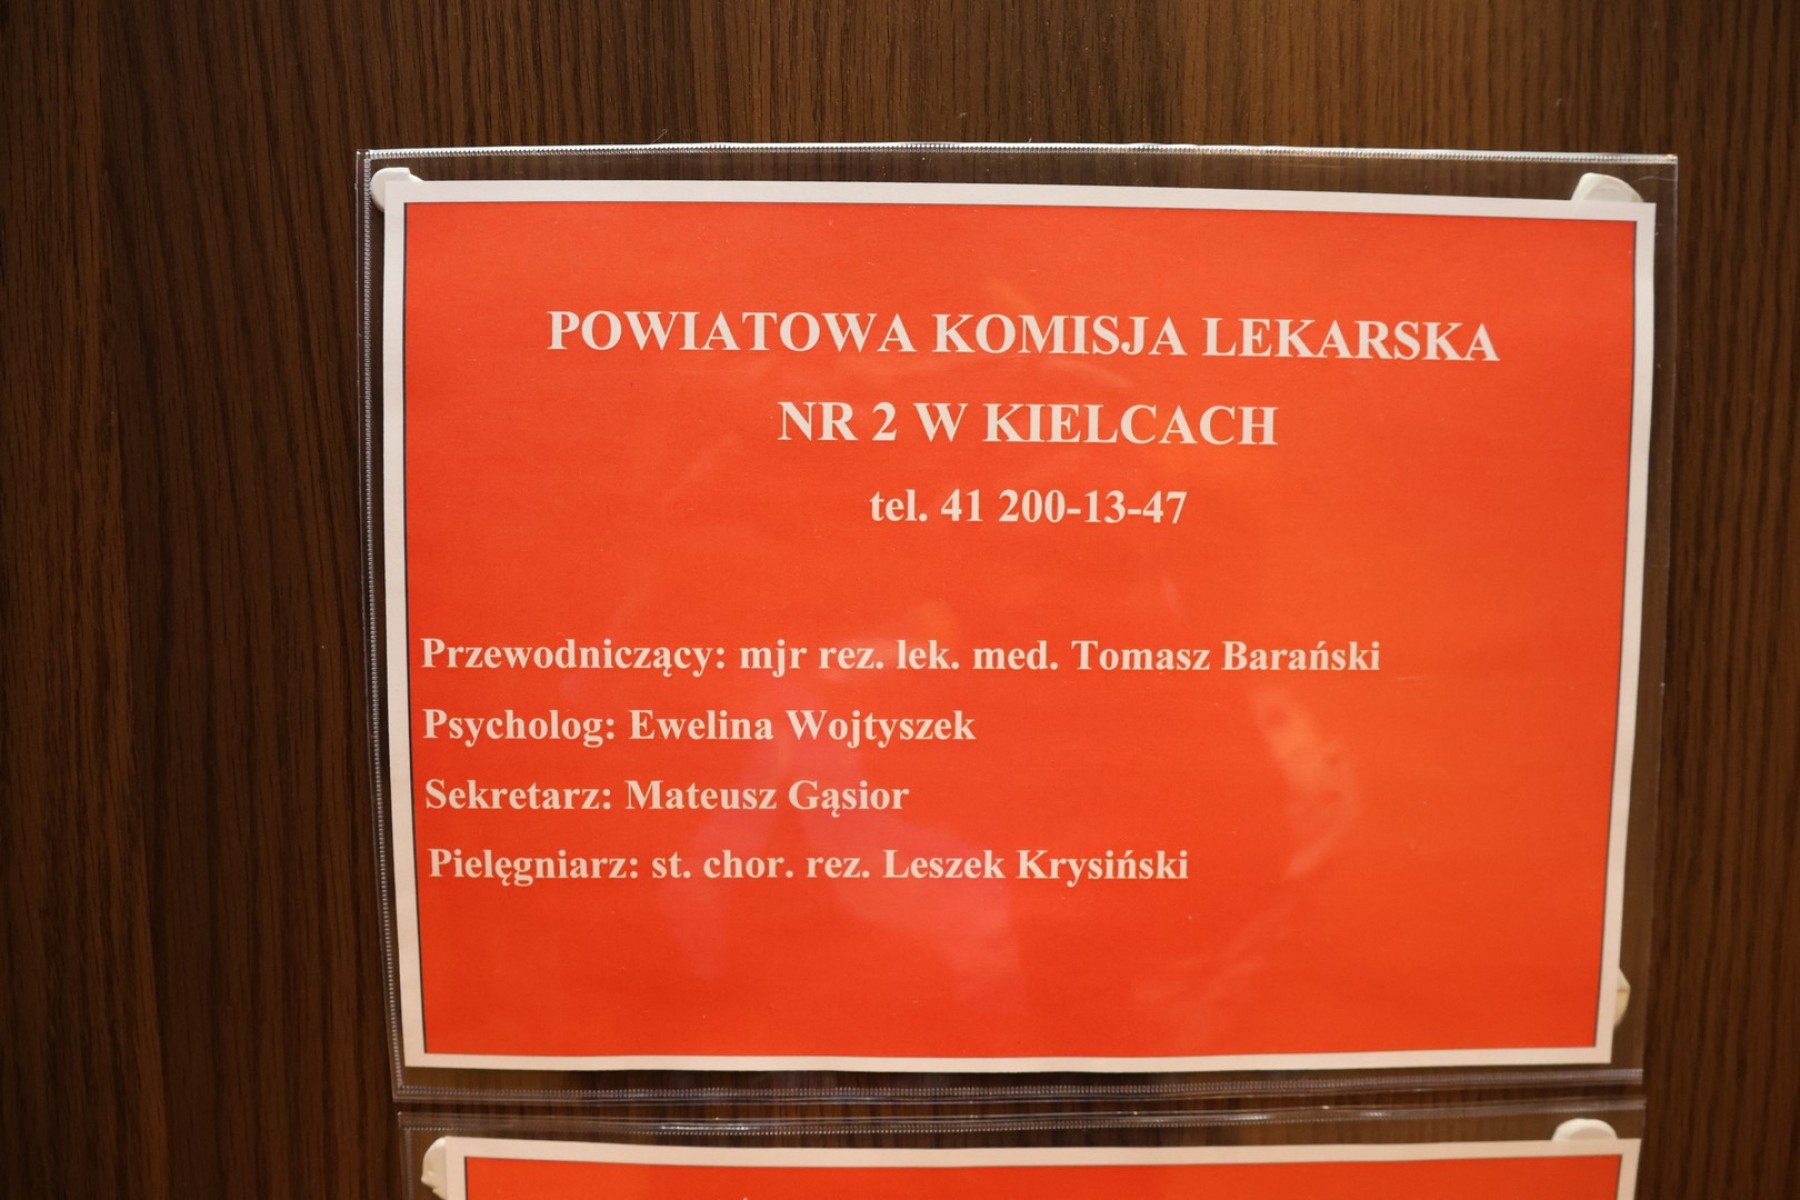 POWIATOWA KOMISJA LEKARSKA
NR 2 W KIELCACH
tel. 41 200-13-47
Przewodniczący: mjr rez. lek. med. Tomasz Barański
Psycholog: Ewelina Wojtyszek
Sekretarz: Mateusz Gąsior
Pielęgniarz: st. chor. rez. Leszek Krysiński